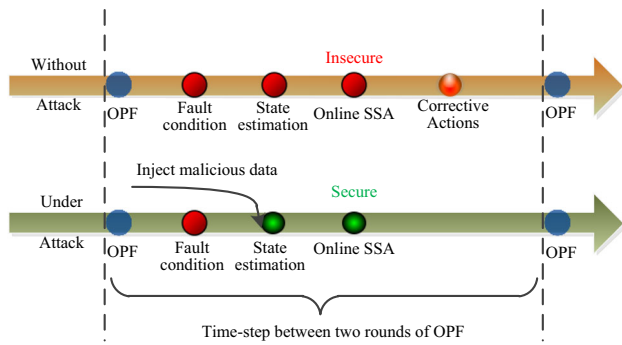 Without
Attack
Insecure
OPF
Fault
condition
State
estimation
Online SSA
Corrective
Actions
OPF
Inject malicious data
Under
Attack
Secure
OPF
Fault
condition
State
estimation
Online SSA
OPF
Time-step between two rounds of OPF